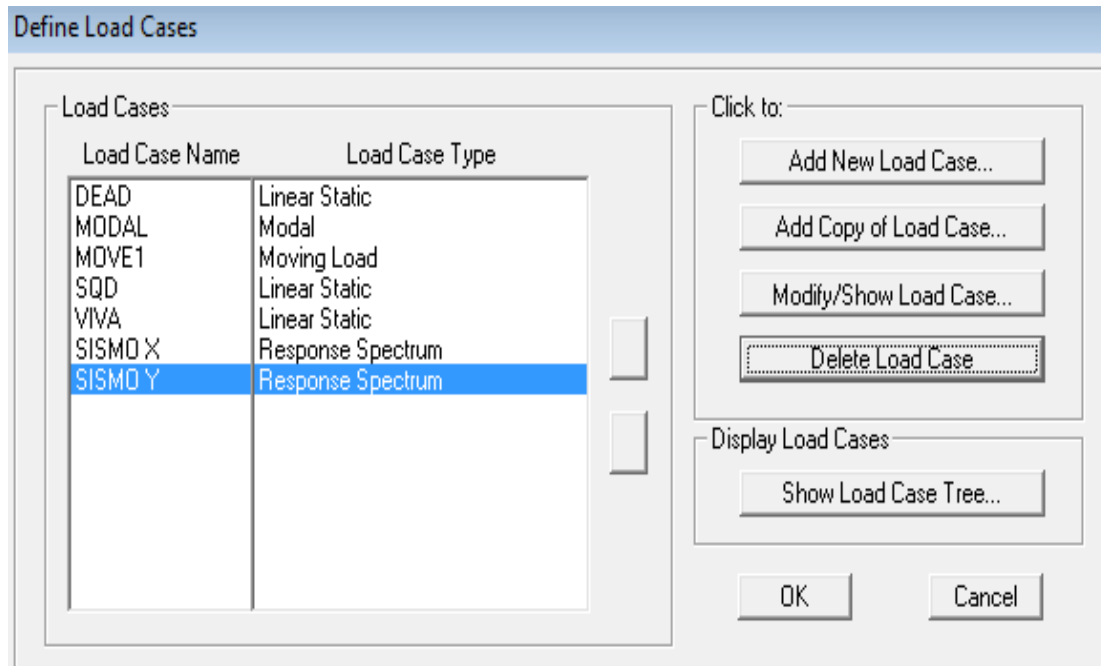 Define Load Cases
Load Cases
Load Case Name Load Case Type
DEAD Linear Static
MODAL Modal
MOVE1 Moving Load
SQD Linear Static
VIVA Linear Static
SISMO X Response Spectrum
SISMO Y Response Spectrum
Click to:
Add New Load Case...
Add Copy of Load Case...
Modify/Show Load Case...
Delete Load Case
Display Load Cases
Show Load Case Tree...
OK Cancel